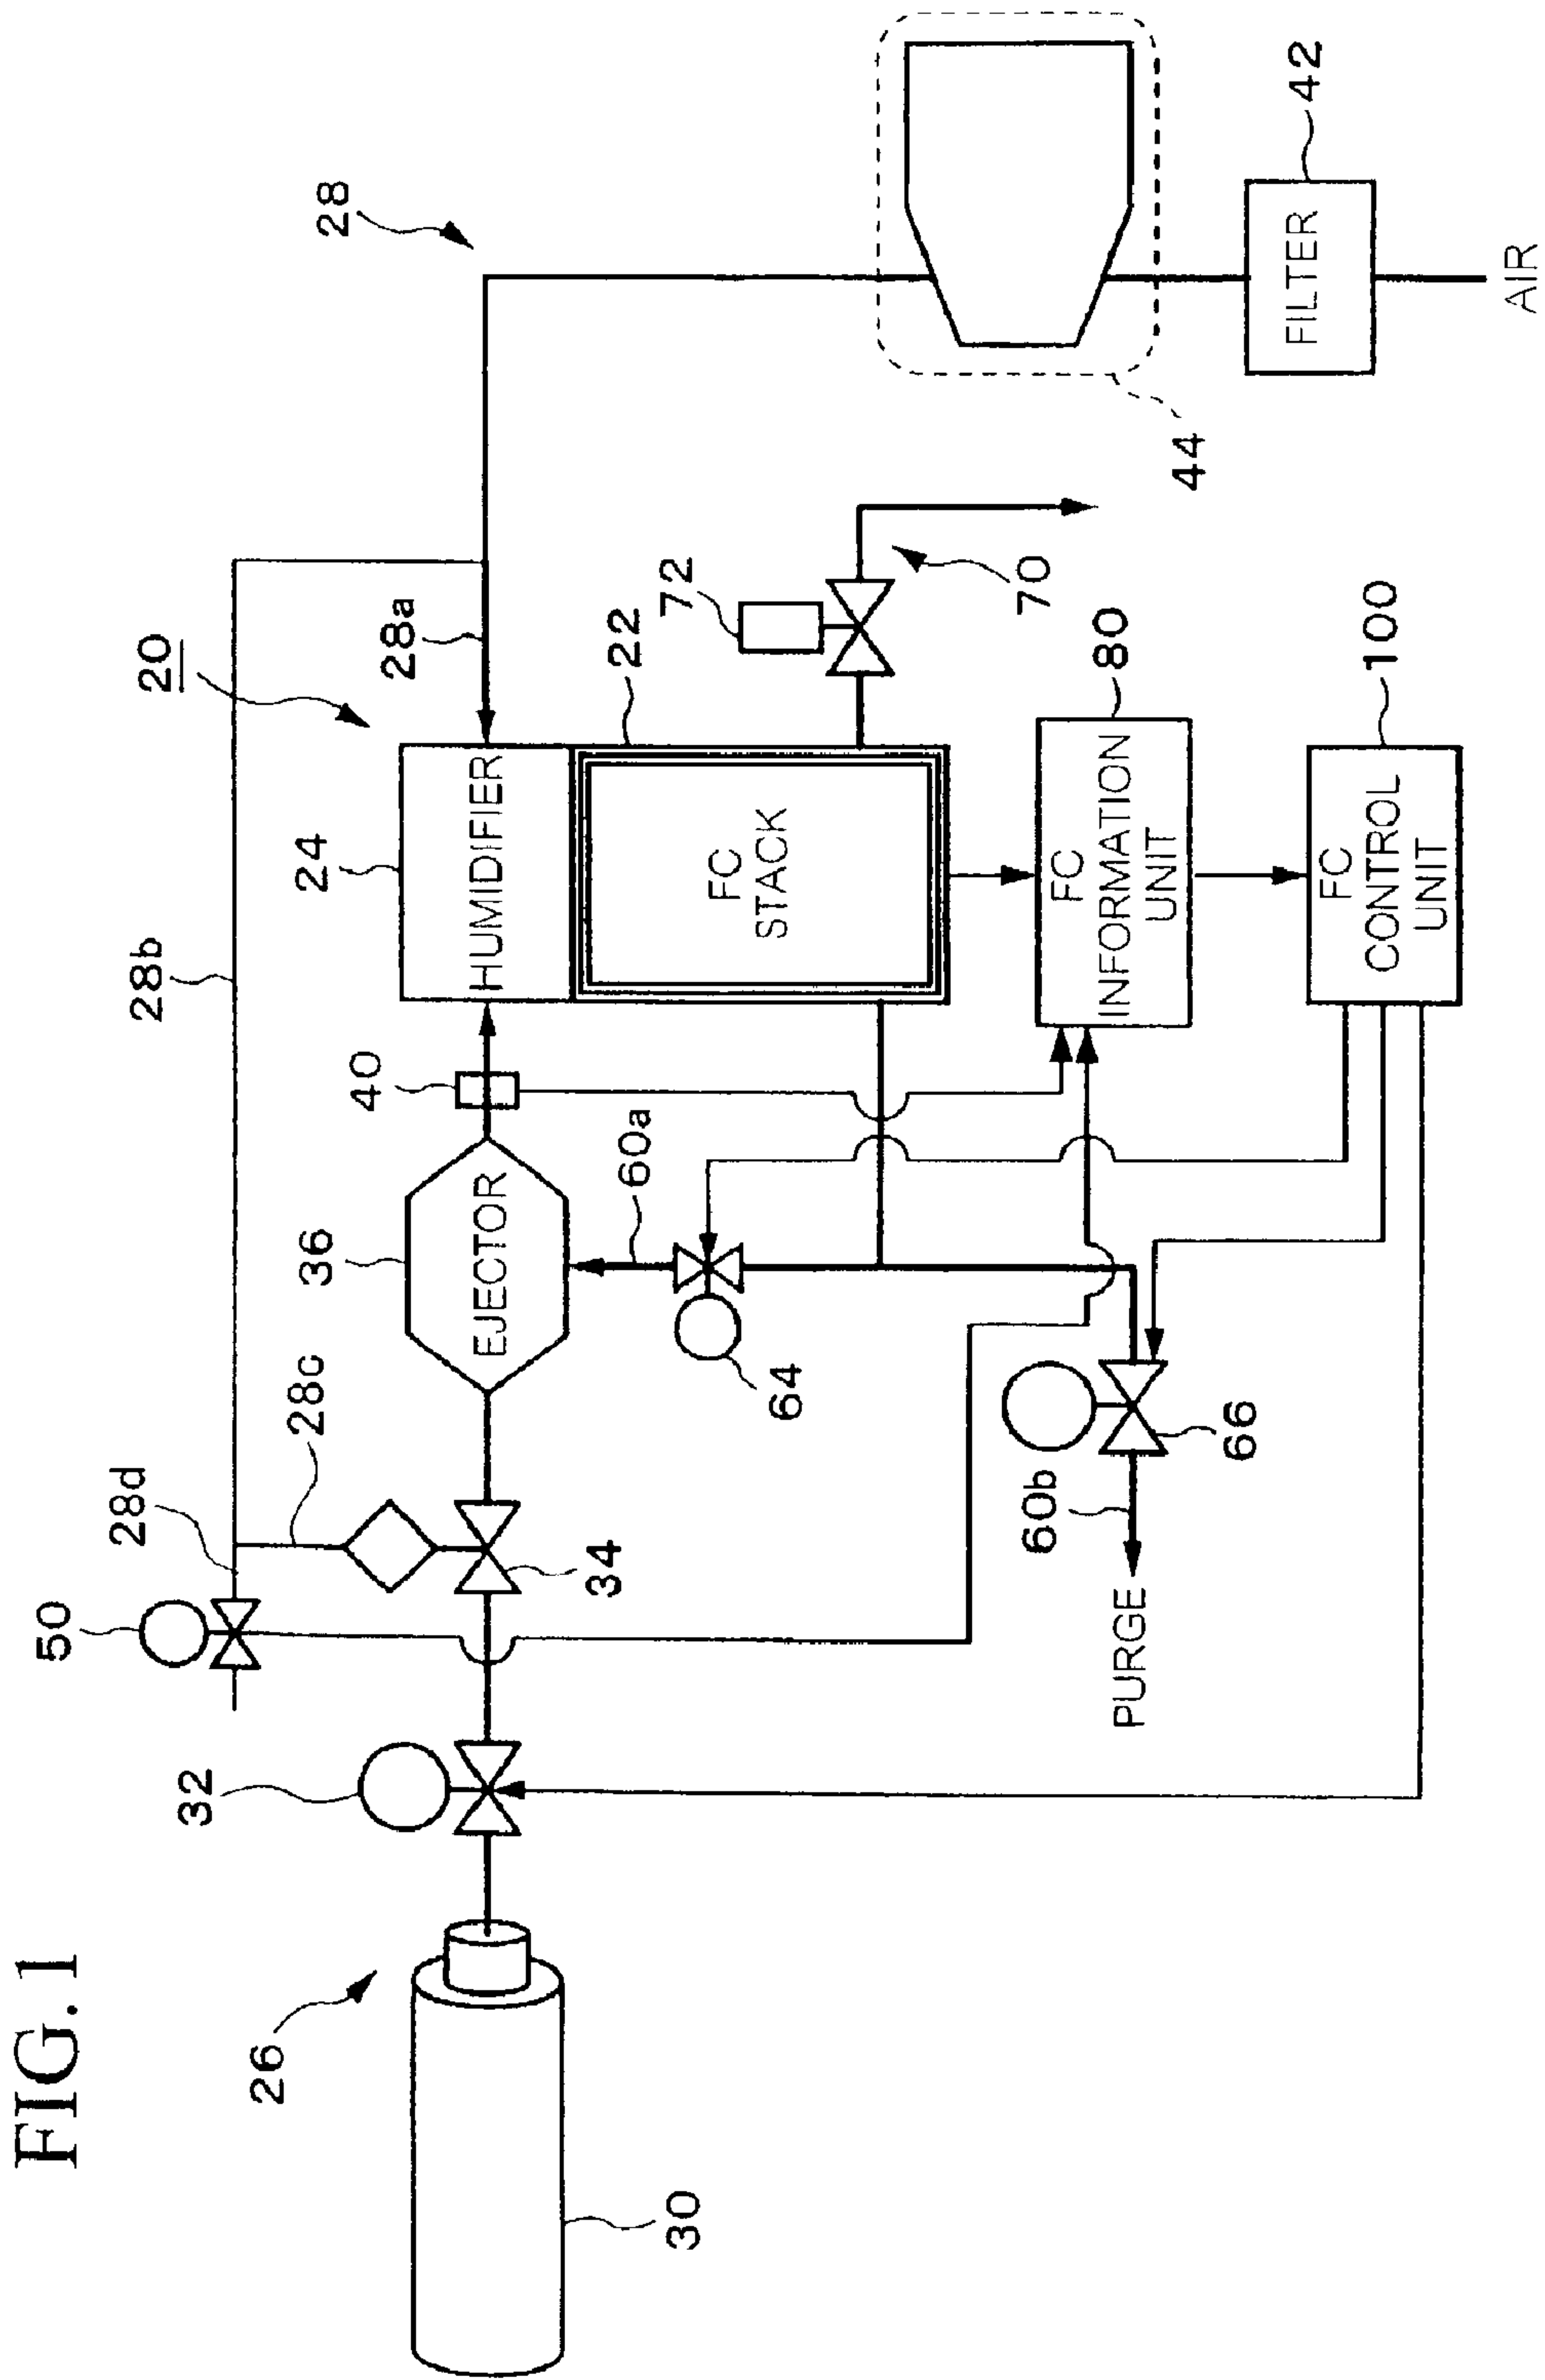 FIG. 1
20
28
28b
28a
28d
28c
50
24
HUMIDIFIER
22
FC
STACK
72
70
40
36
EJECTOR
60a
64
34
32
26
30
44
42
FILTER
AIR
80
FC
INFORMATION
UNIT
100
FC
CONTROL
UNIT
66
60b
PURGE